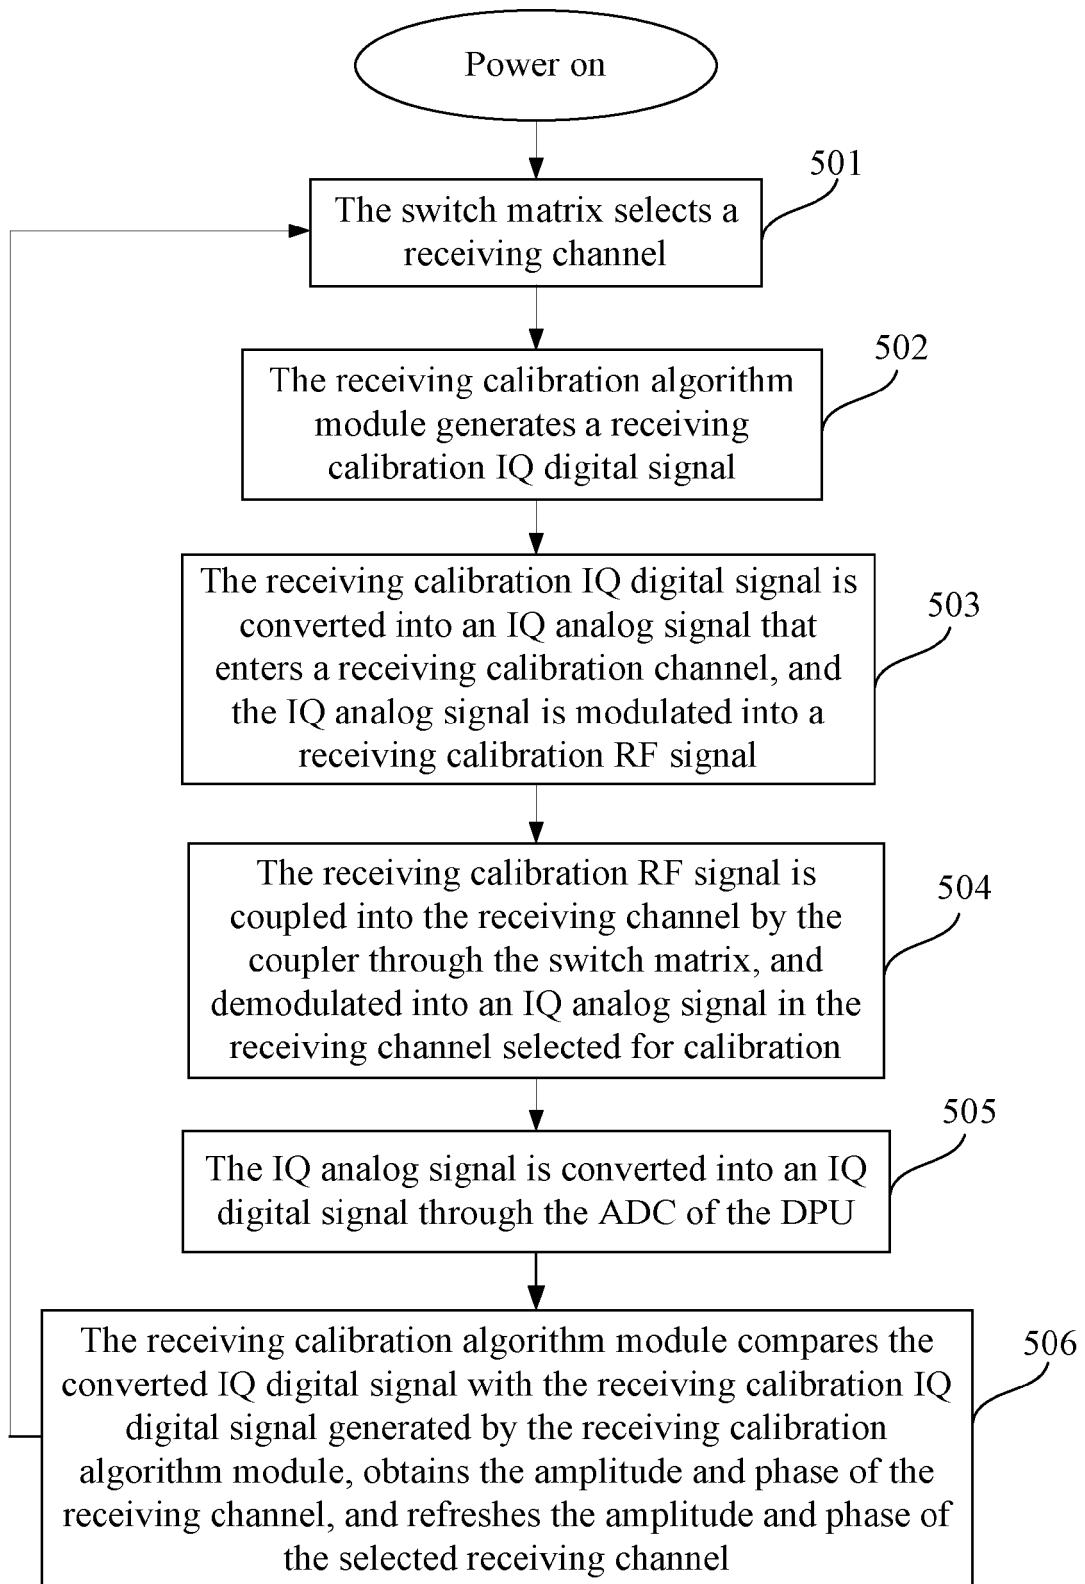 Power on
501
The switch matrix selects a
receiving channel
502
The receiving calibration algorithm
module generates a receiving
calibration IQ digital signal
503
The receiving calibration IQ digital signal is
converted into an IQ analog signal that
enters a receiving calibration channel, and
the IQ analog signal is modulated into a
receiving calibration RF signal
504
The receiving calibration RF signal is
coupled into the receiving channel by the
coupler through the switch matrix, and
demodulated into an IQ analog signal in the
receiving channel selected for calibration
505
The IQ analog signal is converted into an IQ
digital signal through the ADC of the DPU
506
The receiving calibration algorithm module compares the
converted IQ digital signal with the receiving calibration IQ
digital signal generated by the receiving calibration
algorithm module, obtains the amplitude and phase of the
receiving channel, and refreshes the amplitude and phase of
the selected receiving channel